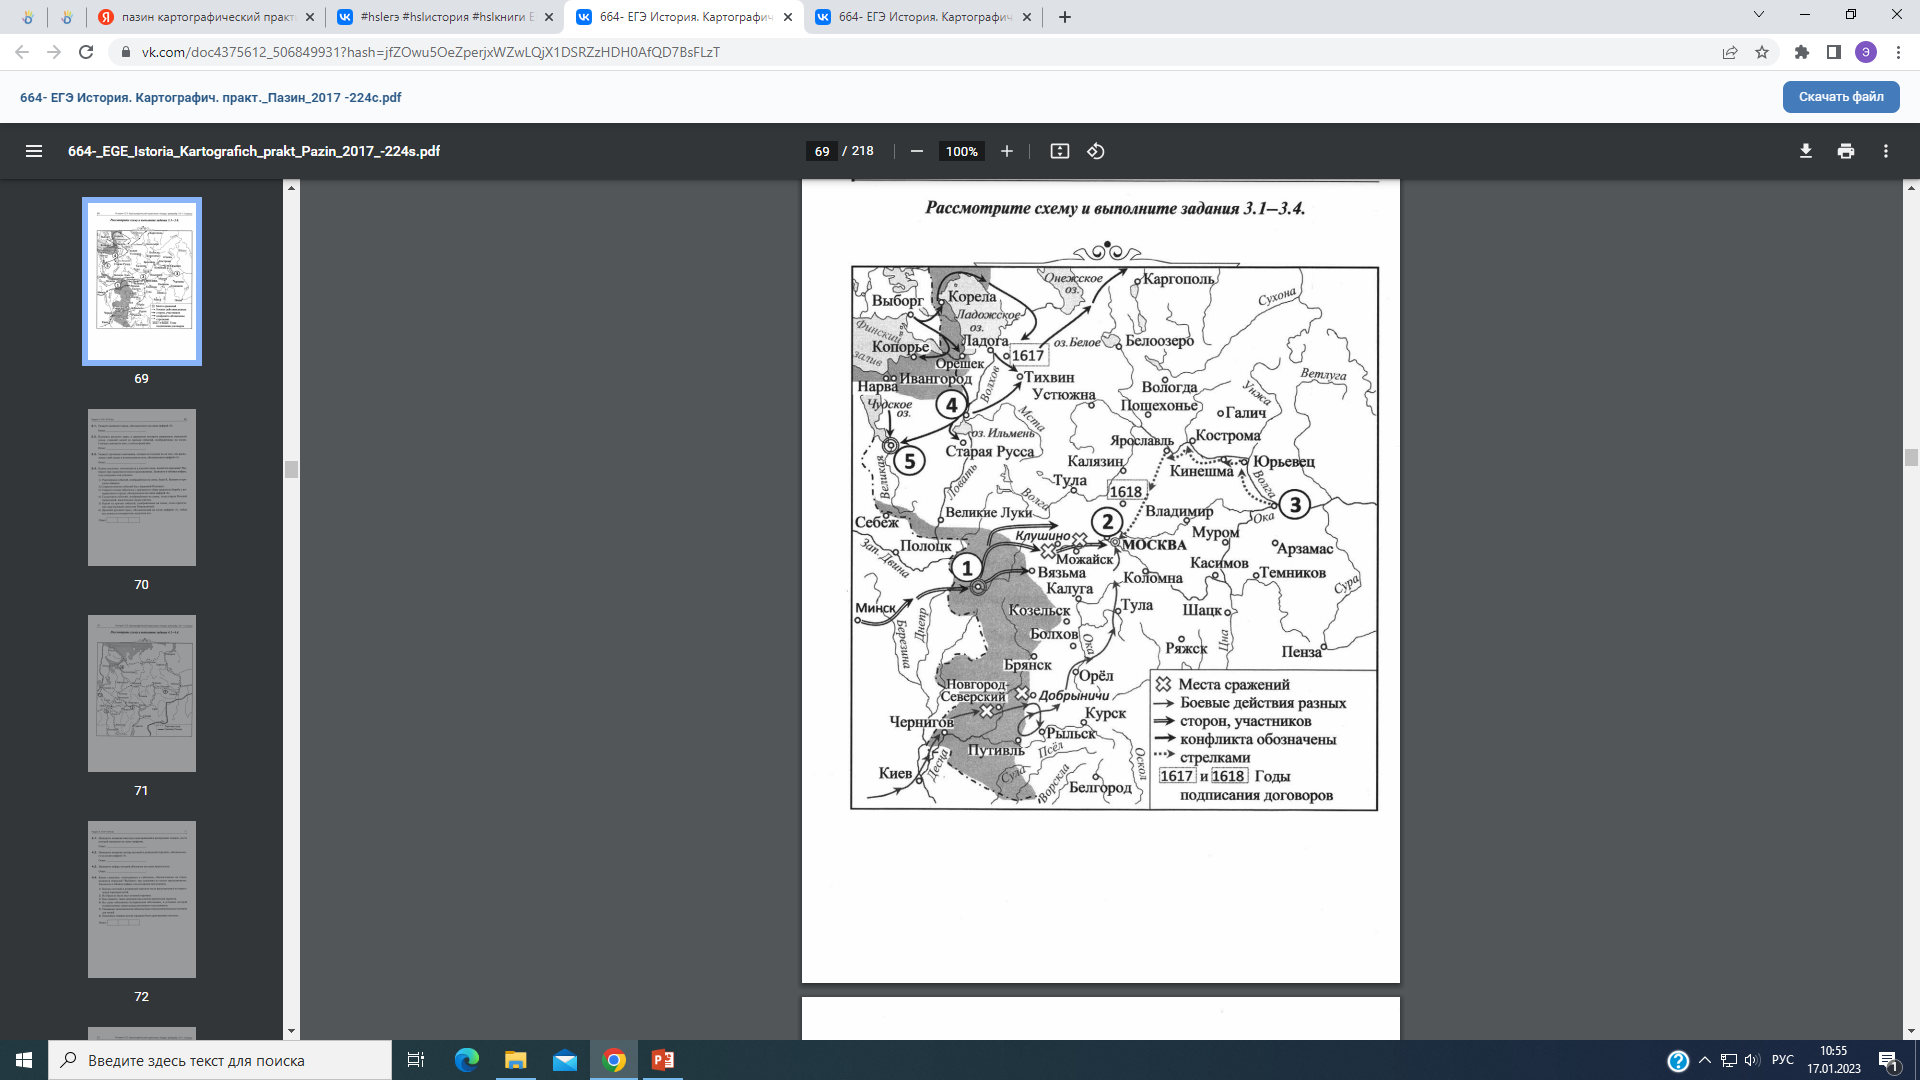 пазин картографический практ
#hslегэ #hslистория #hslкниги Е
664- ЕГЭ История. Картографич
664- ЕГЭ История. Картографич
vk.com/doc4375612_506849931?hash=jfZOwu5OeZperjxWZwLQjX1DSRZzHDH0AfQD7BsFLzT
Э
664- ЕГЭ История. Картографич. практ._Пазин_2017 -224с.pdf
Скачать файл
664-_EGE_Istoria_Kartografich_prakt_Pazin_2017_-224s.pdf
69 / 218
100%
69
70
71
72
Рассмотрите схему и выполните задания 3.1–3.4.
Онежское оз.
Каргополь
Сухона
Выборг
Корела
Ладожское оз.
Финский залив
Копорье
Ладога
1617
оз. Белое
Белоозеро
Орешек
Нарва
Ивангород
Волхов
Тихвин
Вологда
Унжа
Ветлуга
Чудское оз.
4
Устюжна
Пошехонье
Галич
Мста
оз. Ильмень
Ярославль
Кострома
5
Старая Русса
Калязин
Кинешма
Юрьевец
Великая
Ловать
Тула
1618
Волга
Волга
3
Себеж
Великие Луки
2
Владимир
Ока
Клушино
МОСКВА
Муром
Арзамас
Зап. Двина
Полоцк
1
Можайск
Вязьма
Коломна
Касимов
Темников
Сура
Калуга
Минск
Козельск
Тула
Шацк
Березина
Днепр
Болхов
Ока
Ряжск
Цна
Пенза
Брянск
Орёл
Новгород-Северский
Добрыничи
Чернигов
Курск
Рыльск
Путивль
Псёл
Киев
Десна
Сула
Ворскла
Белгород
Оскол
Места сражений
Боевые действия разных
сторон, участников
конфликта обозначены
стрелками
1617 и 1618 Годы
подписания договоров
Введите здесь текст для поиска
РУС
10:55
17.01.2023
1